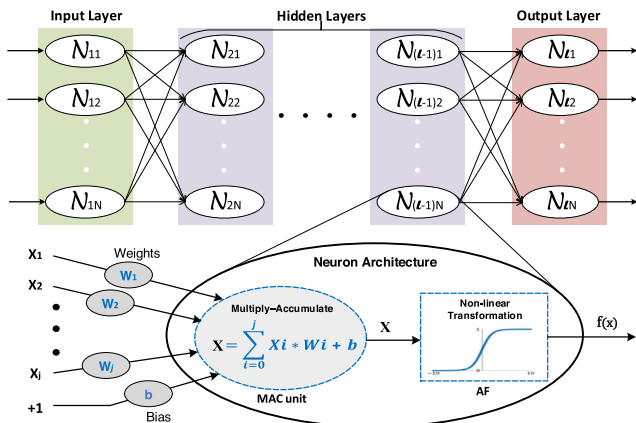 Input Layer
Hidden Layers
Output Layer
N11
N21
N(ℓ-1)1
Nℓ1
N12
N22
N(ℓ-1)2
Nℓ2
N1N
N2N
N(ℓ-1)N
NℓN
X1
Weights
W1
X2
W2
Xj
Wj
+1
b
Bias
Neuron Architecture
Multiply–Accumulate
X = ∑ j i=0 Xi * Wi + b
MAC unit
X
Non-linear
Transformation
AF
f(x)